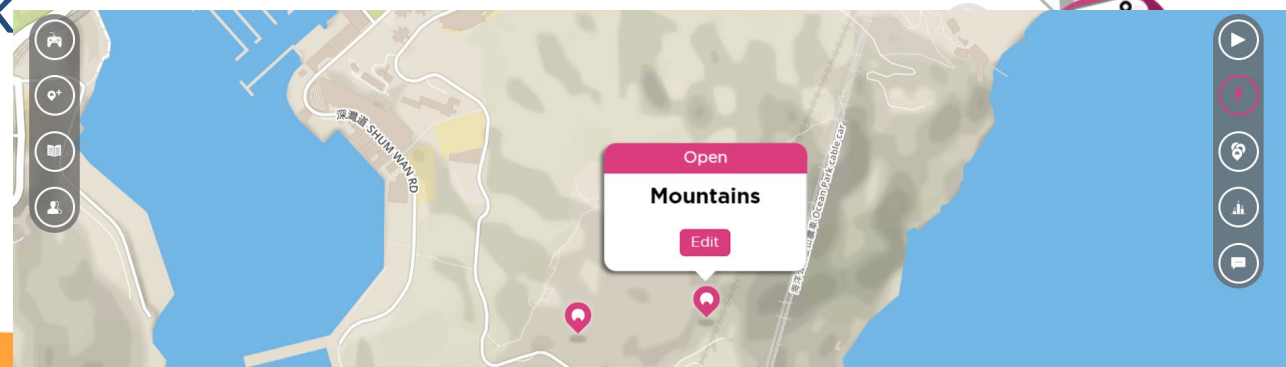 深灣道 SHUM WAN RD
Open
Mountains
Edit
Ocean Park cable car